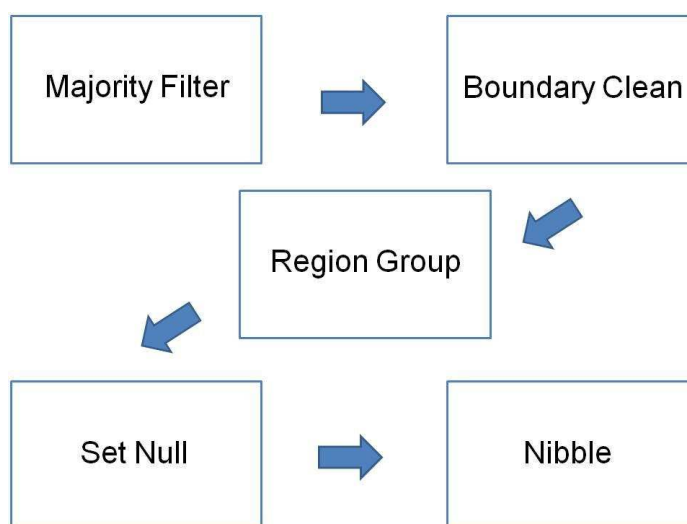 Majority Filter
Boundary Clean
Region Group
Set Null
Nibble